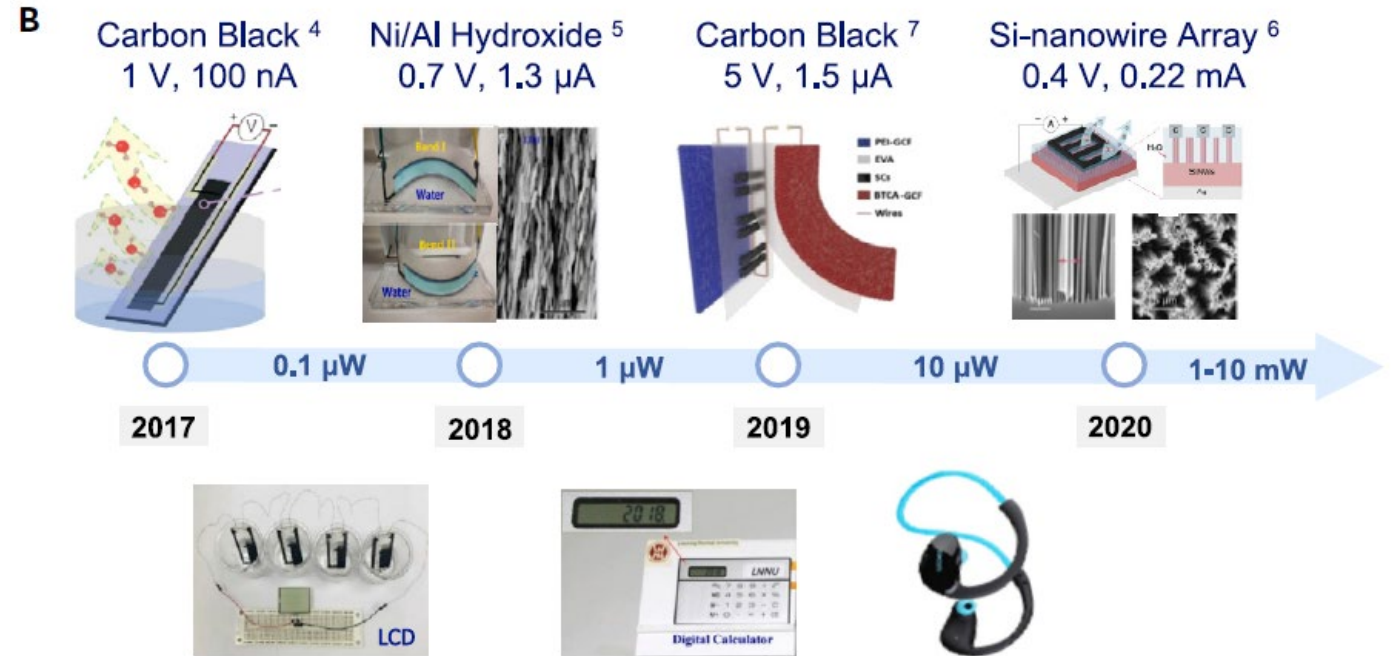 B
Carbon Black 4
1 V, 100 nA
Ni/Al Hydroxide 5
0.7 V, 1.3 µA
Carbon Black 7
5 V, 1.5 µA
Si-nanowire Array 6
0.4 V, 0.22 mA
+ V −
Band I
Water
Band II
Water
PEI-GCF
EVA
SCs
BTCA-GCF
Wires
− A +
H₂O
C C C
SiNWs
Ag
0.1 µW
1 µW
10 µW
1-10 mW
2017
2018
2019
2020
LCD
2018
LNNU
Digital Calculator